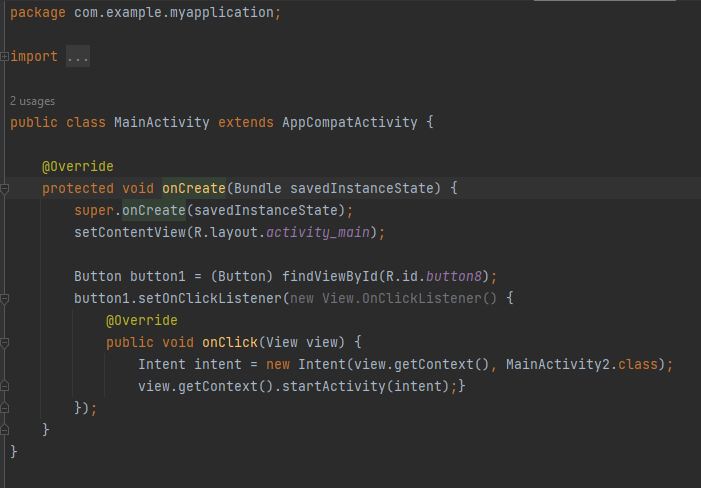 package com.example.myapplication;
import ...
2 usages
public class MainActivity extends AppCompatActivity {
@Override
protected void onCreate(Bundle savedInstanceState) {
super.onCreate(savedInstanceState);
setContentView(R.layout.activity_main);
Button button1 = (Button) findViewById(R.id.button8);
button1.setOnClickListener(new View.OnClickListener() {
@Override
public void onClick(View view) {
Intent intent = new Intent(view.getContext(), MainActivity2.class);
view.getContext().startActivity(intent);}
});
}
}